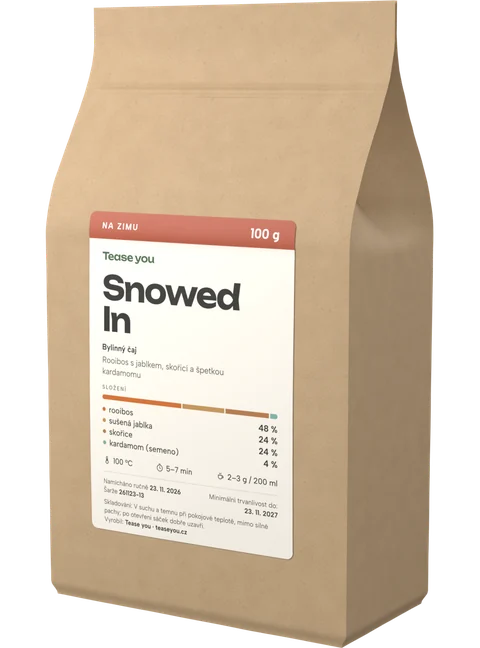 NA ZIMU
100 g
Tease you
Snowed
In
Bylinný čaj
Rooibos s jablkem, skořicí a špetkou
kardamomu
SLOŽENÍ
rooibos 48 %
sušená jablka 24 %
skořice 24 %
kardamom (semeno) 4 %
100 °C 5–7 min 2–3 g / 200 ml
Namícháno ručně 23. 11. 2026
Šarže 261123-13
Minimální trvanlivost do:
23. 11. 2027
Skladování: V suchu a temnu při pokojové teplotě, mimo silné
pachy; po otevření sáček dobře uzavři.
Vyrobil: Tease you · teaseyou.cz